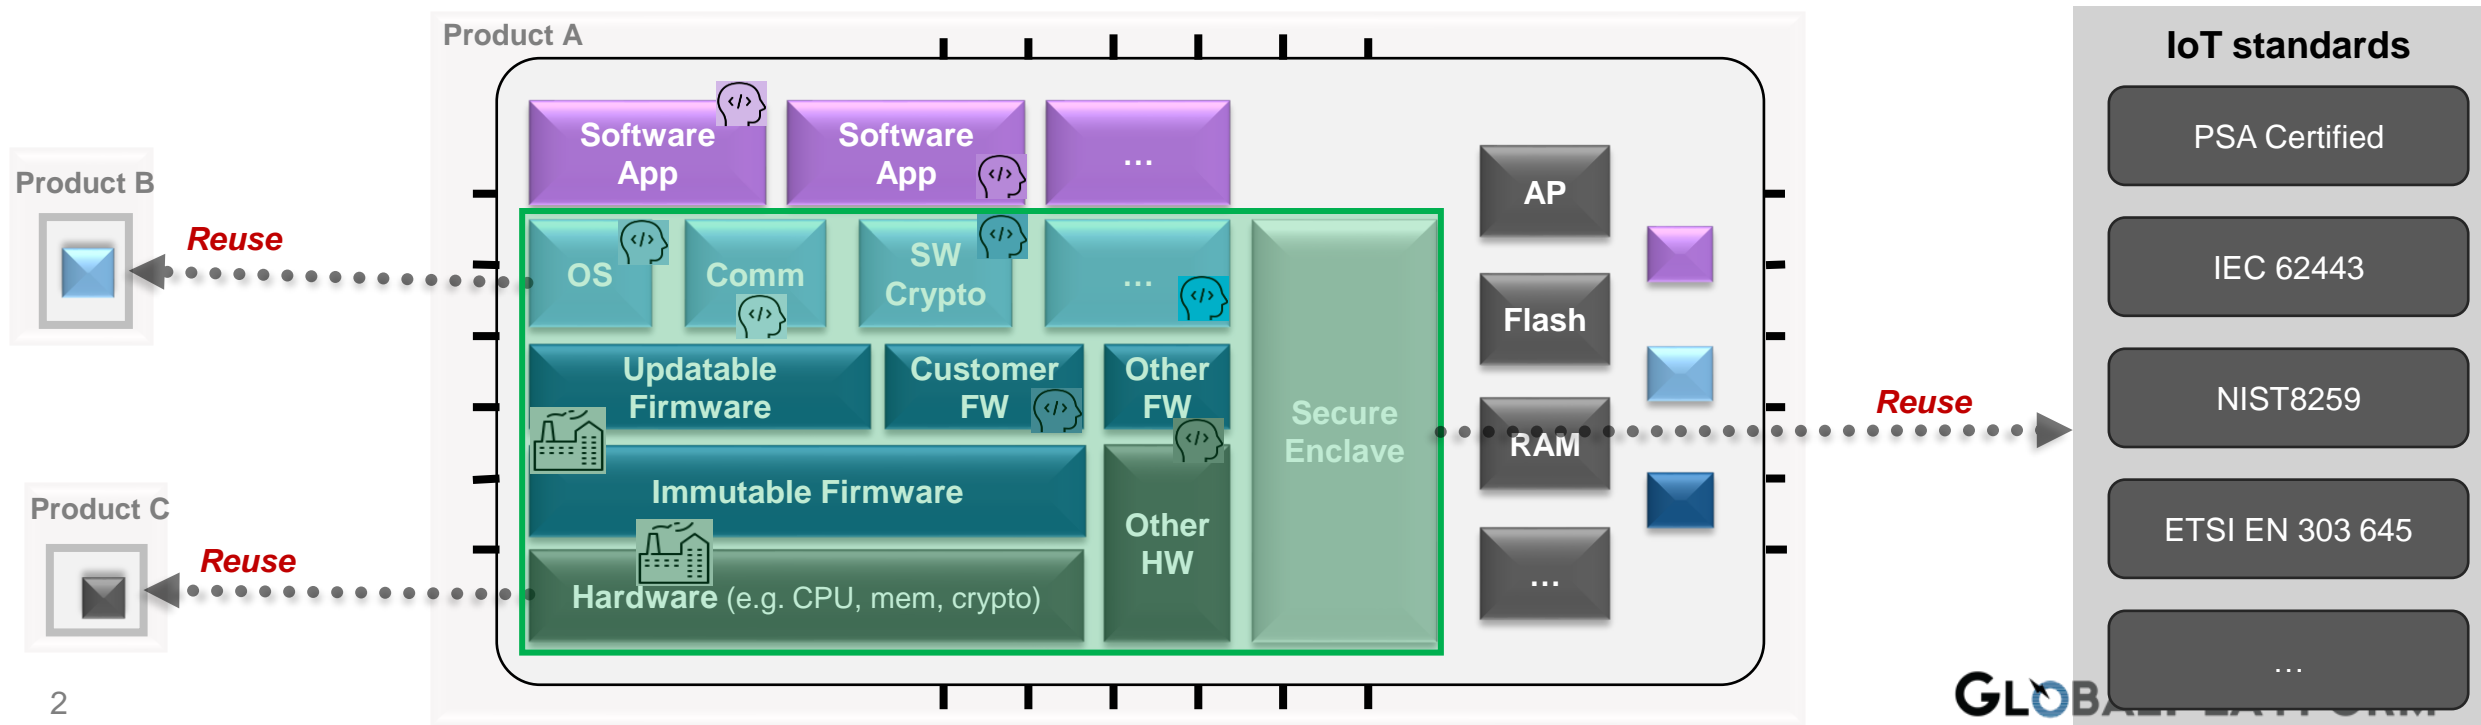 Product A
IoT standards
Software
App
</>
Software
App
</>
...
PSA Certified
Product B
AP
Reuse
OS
</>
Comm
</>
SW
Crypto
</>
...
</>
IEC 62443
Flash
Updatable
Firmware
Customer
FW
</>
Other
FW
</>
Secure
Enclave
NIST8259
Reuse
RAM
Immutable Firmware
Product C
Other
HW
ETSI EN 303 645
Reuse
Hardware (e.g. CPU, mem, crypto)
...
...
2
GLOBALPLATFORM